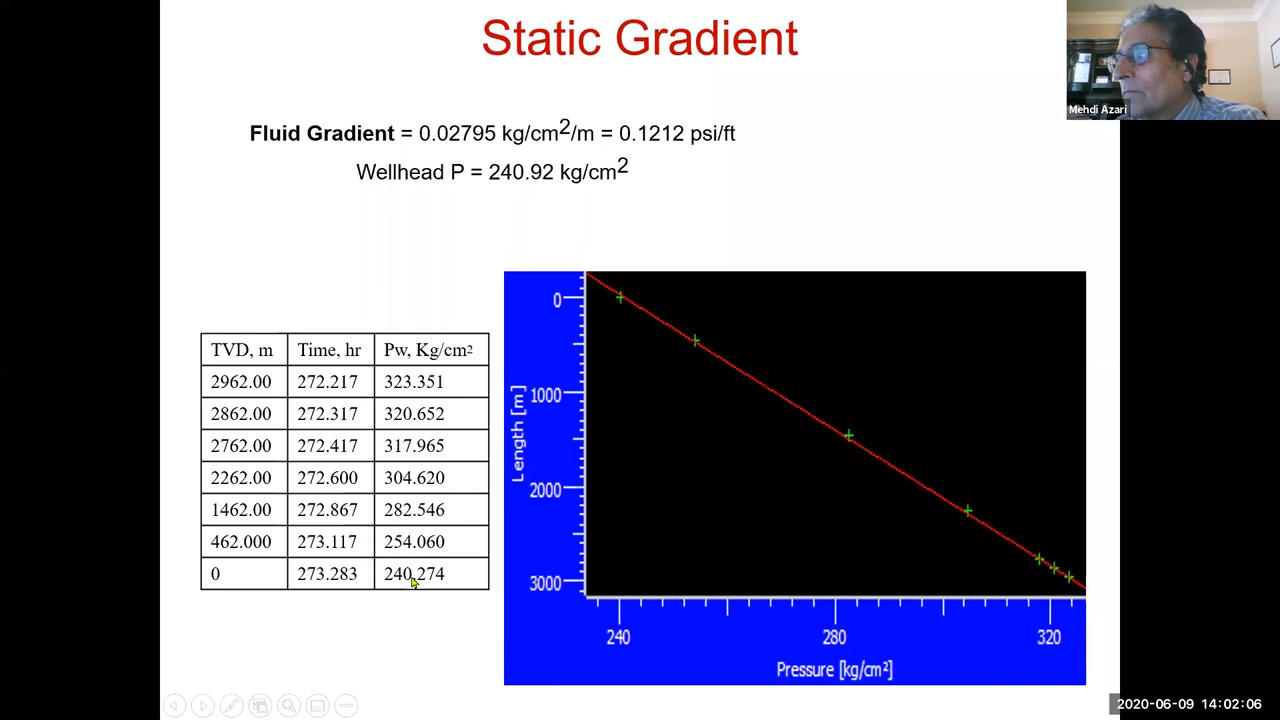 Static Gradient
Mehdi Azari
Fluid Gradient = 0.02795 kg/cm2/m = 0.1212 psi/ft
Wellhead P = 240.92 kg/cm2
TVD, m Time, hr Pw, Kg/cm2
2962.00 272.217 323.351
2862.00 272.317 320.652
2762.00 272.417 317.965
2262.00 272.600 304.620
1462.00 272.867 282.546
462.000 273.117 254.060
0 273.283 240.274
Length [m]
0
1000
2000
3000
240 280 320
Pressure [kg/cm²]
2020-06-09 14:02:06